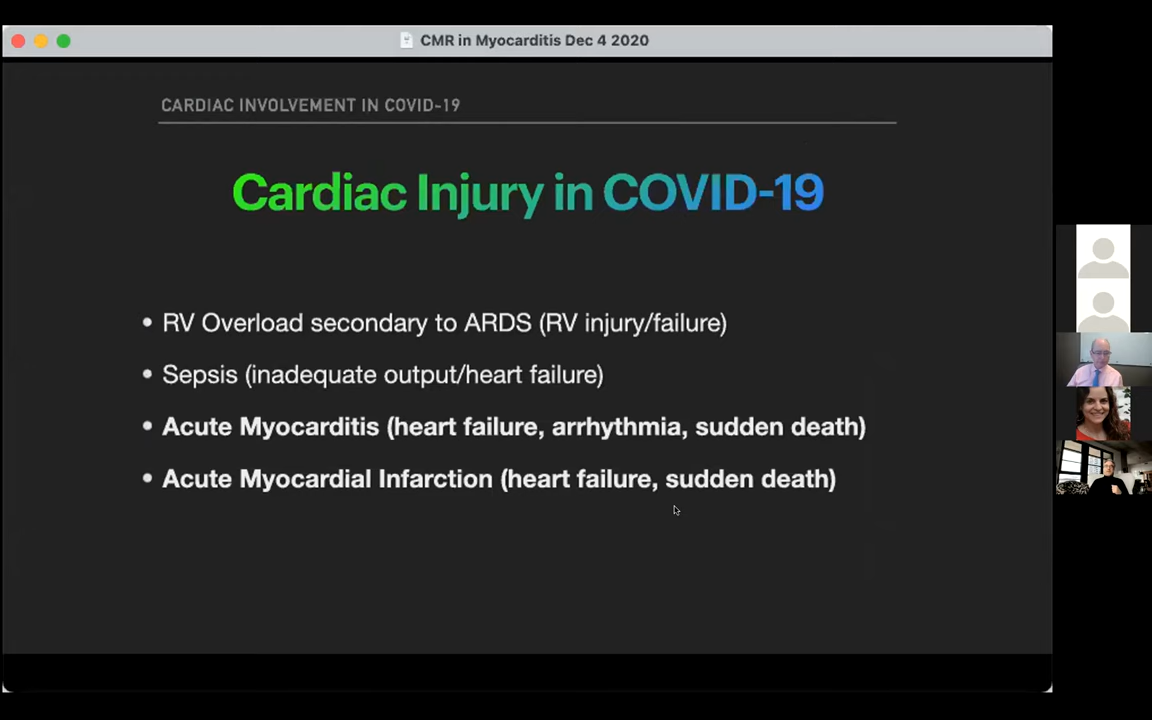 CMR in Myocarditis Dec 4 2020
CARDIAC INVOLVEMENT IN COVID-19
Cardiac Injury in COVID-19
• RV Overload secondary to ARDS (RV injury/failure)
• Sepsis (inadequate output/heart failure)
• Acute Myocarditis (heart failure, arrhythmia, sudden death)
• Acute Myocardial Infarction (heart failure, sudden death)